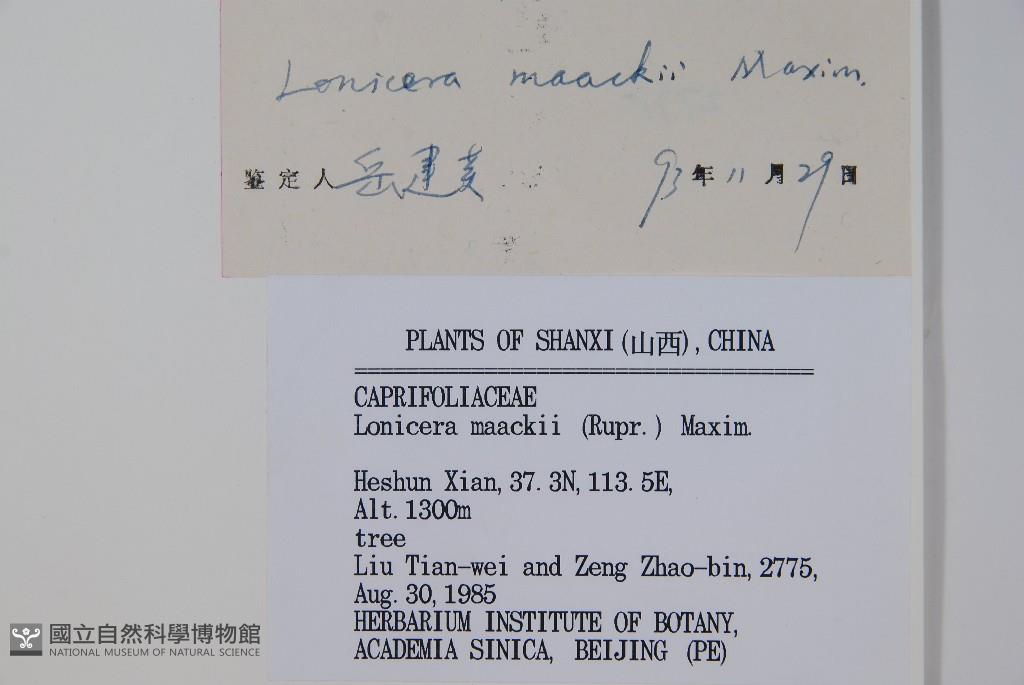 Lonicera maackii Maxim.
鉴定人 岳建英 93年11月29日
PLANTS OF SHANXI(山西), CHINA
CAPRIFOLIACEAE
Lonicera maackii (Rupr.) Maxim.
Heshun Xian, 37.3N, 113.5E,
Alt. 1300m
tree
Liu Tian-wei and Zeng Zhao-bin, 2775,
Aug. 30, 1985
HERBARIUM INSTITUTE OF BOTANY,
ACADEMIA SINICA, BEIJING (PE)
國立自然科學博物館
NATIONAL MUSEUM OF NATURAL SCIENCE